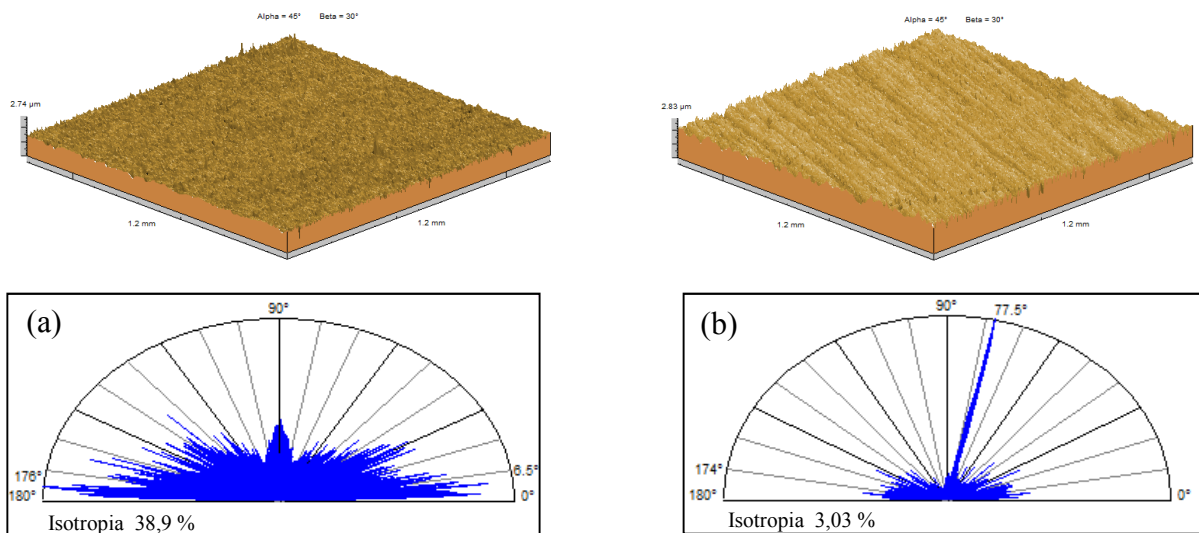 Alpha = 45° Beta = 30°
2.74 µm
1.2 mm 1.2 mm
Alpha = 45° Beta = 30°
2.83 µm
1.2 mm 1.2 mm
(a)
90°
176°
180°
6.5°
0°
Isotropia 38,9 %
(b)
90° 77.5°
174°
180°
0°
Isotropia 3,03 %